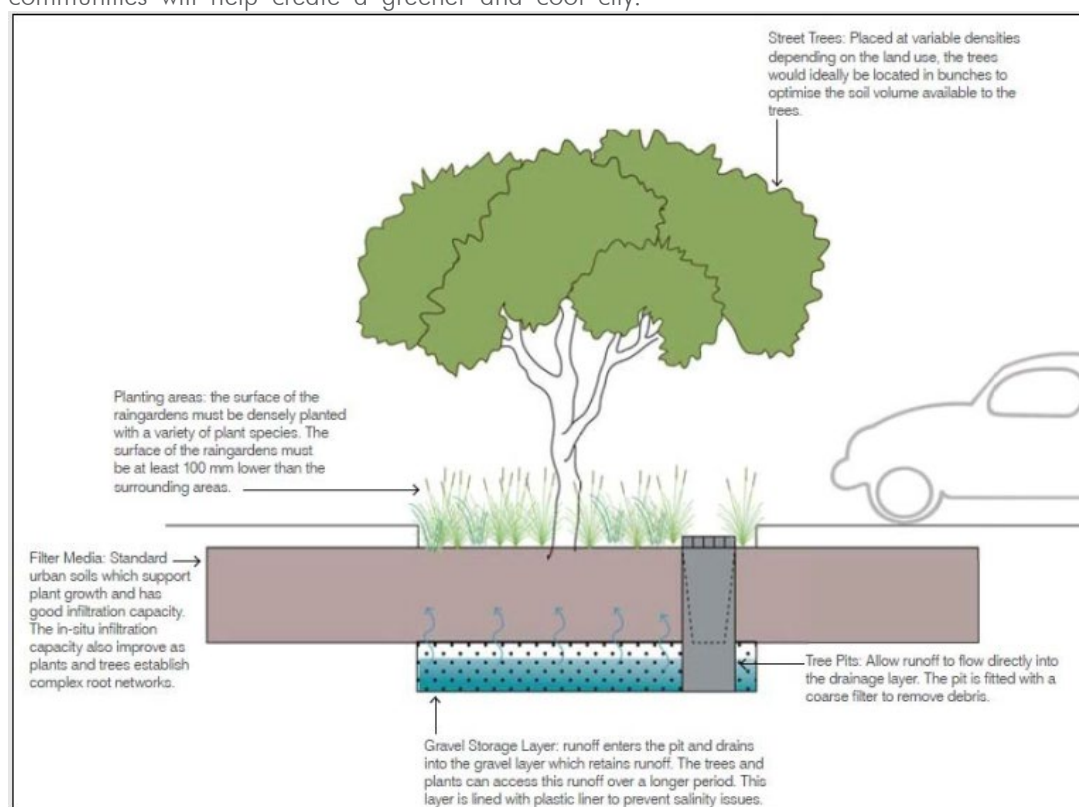 communities will help create a greener and cool city.
Street Trees: Placed at variable densities
depending on the land use, the trees
would ideally be located in bunches to
optimise the soil volume available to the
trees.
Planting areas: the surface of the
raingardens must be densely planted
with a variety of plant species. The
surface of the raingardens must
be at least 100 mm lower than the
surrounding areas.
Filter Media: Standard
urban soils which support
plant growth and has
good infiltration capacity.
The in-situ infiltration
capacity also improve as
plants and trees establish
complex root networks.
Tree Pits: Allow runoff to flow directly into
the drainage layer. The pit is fitted with a
coarse filter to remove debris.
Gravel Storage Layer: runoff enters the pit and drains
into the gravel layer which retains runoff. The trees and
plants can access this runoff over a longer period. This
layer is lined with plastic liner to prevent salinity issues.